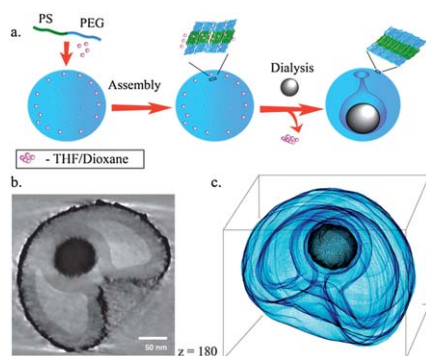 a.
PS
PEG
Assembly
Dialysis
- THF/Dioxane
b.
c.
50 nm
z = 180